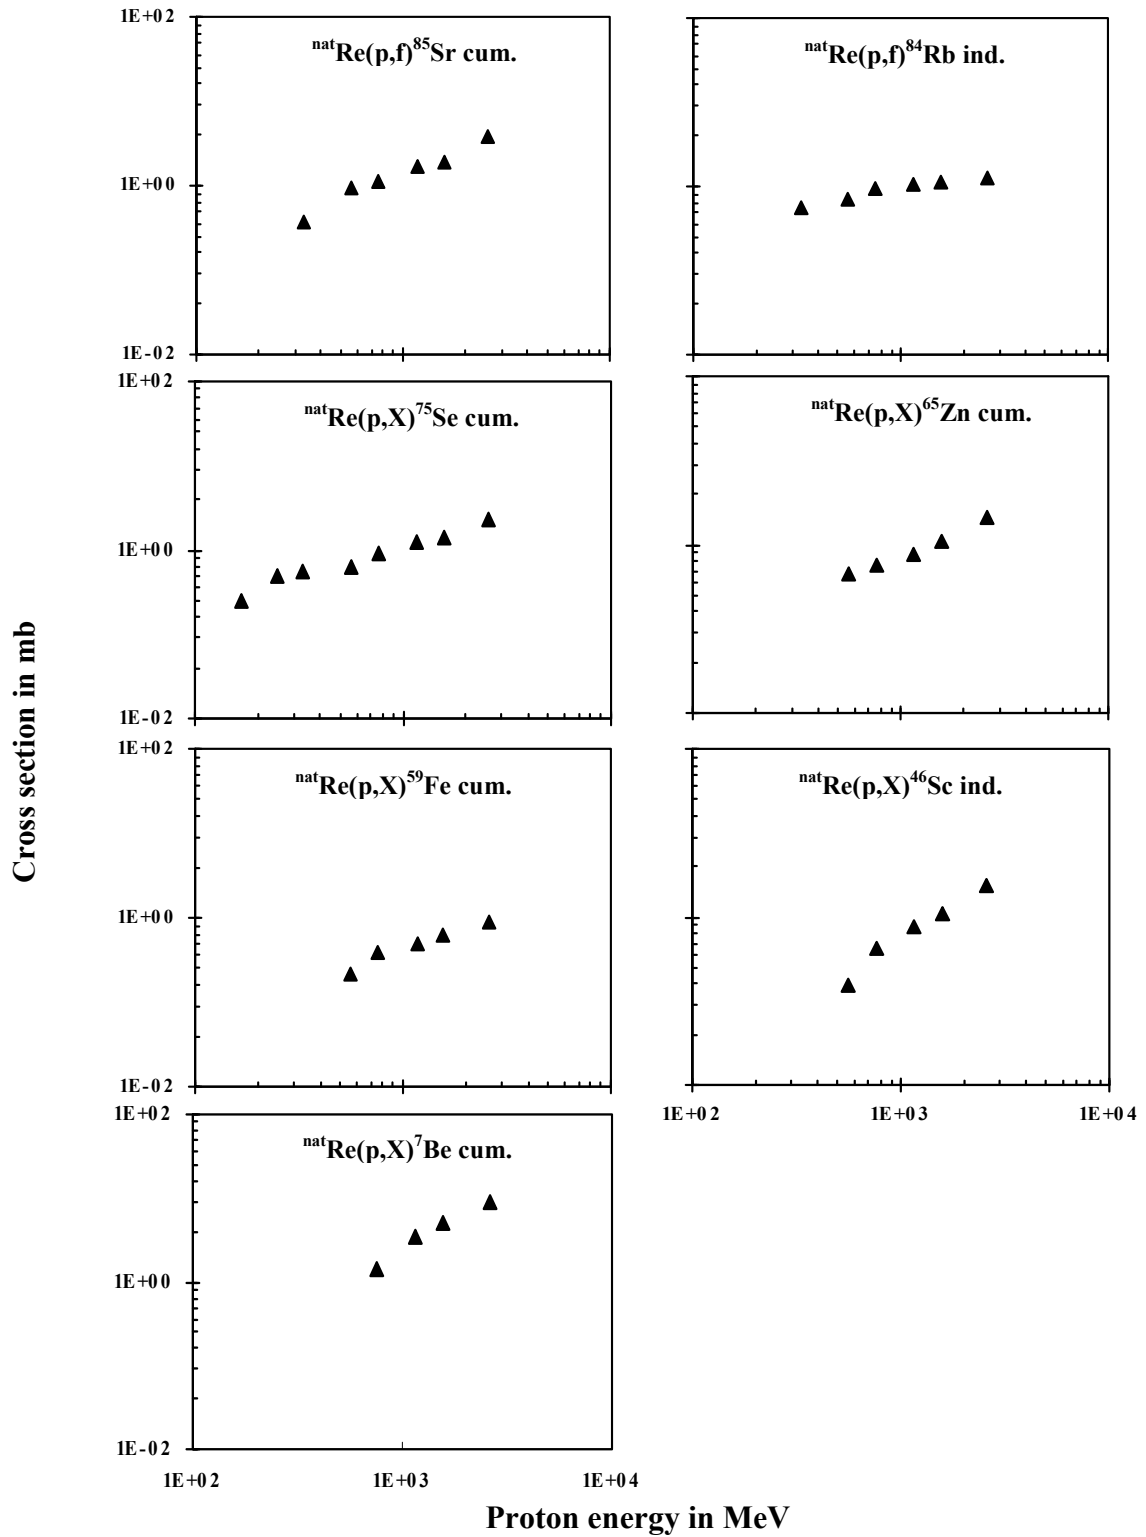 1E+02
natRe(p,f)85Sr cum.
1E+00
1E-02
natRe(p,f)84Rb ind.
1E+02
natRe(p,X)75Se cum.
1E+00
1E-02
natRe(p,X)65Zn cum.
Cross section in mb
1E+02
natRe(p,X)59Fe cum.
1E+00
1E-02
natRe(p,X)46Sc ind.
1E+02 1E+03 1E+04
1E+02
natRe(p,X)7Be cum.
1E+00
1E-02
1E+02 1E+03 1E+04
Proton energy in MeV